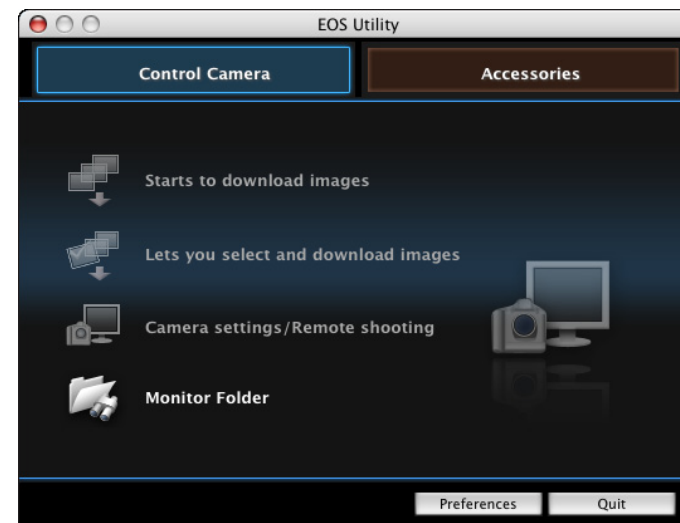 EOS Utility
Control Camera
Accessories
Starts to download images
Lets you select and download images
Camera settings/Remote shooting
Monitor Folder
Preferences
Quit